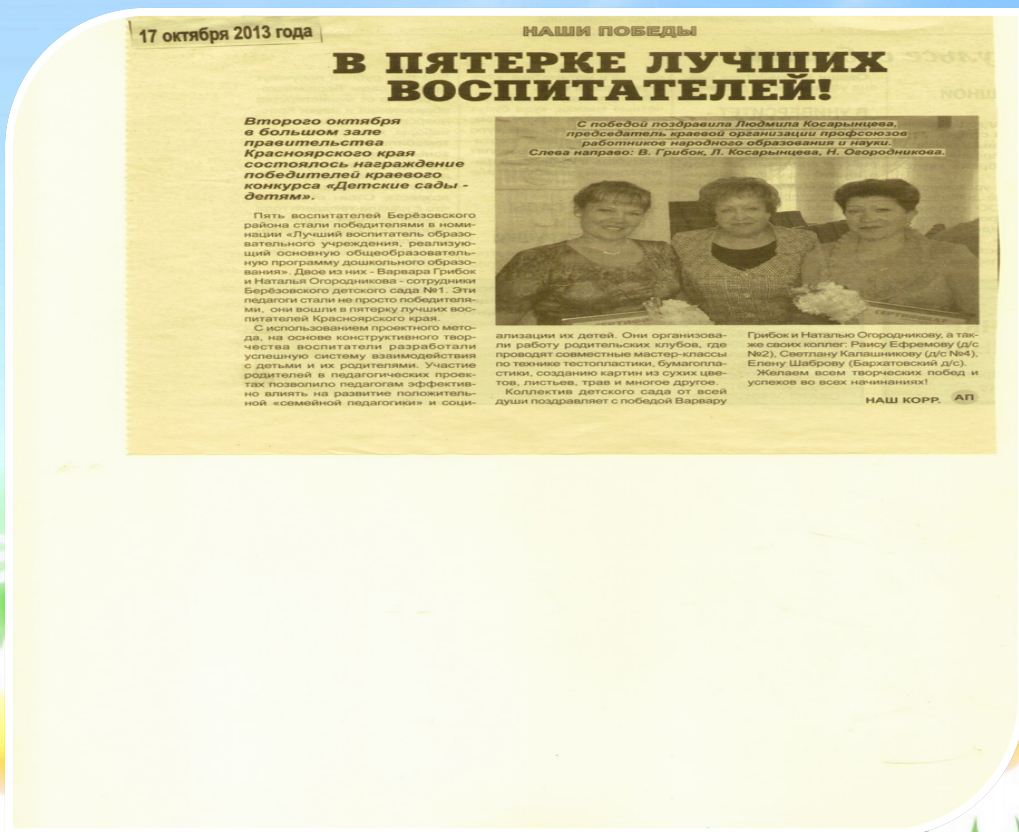 17 октября 2013 года
НАШИ ПОБЕДЫ
В ПЯТЕРКЕ ЛУЧШИХ
ВОСПИТАТЕЛЕЙ!
Второго октября
в большом зале
правительства
Красноярского края
состоялось награждение
победителей краевого
конкурса «Детские сады -
детям».
Пять воспитателей Берёзовского
района стали победителями в номи-
нации «Лучший воспитатель образо-
вательного учреждения, реализую-
щий основную общеобразователь-
ную программу дошкольного образо-
вания». Двое из них - Варвара Грибок
и Наталья Огородникова - сотрудники
Берёзовского детского сада №1. Эти
педагоги стали не просто победителя-
ми, они вошли в пятерку лучших вос-
питателей Красноярского края.
С использованием проектного мето-
да, на основе конструктивного твор-
чества воспитатели разработали
успешную систему взаимодействия
с детьми и их родителями. Участие
родителей в педагогических проек-
тах позволило педагогам эффектив-
но влиять на развитие положитель-
ной «семейной педагогики» и соци-
С победой поздравила Людмила Косарынцева,
председатель краевой организации профсоюзов
работников народного образования и науки.
Слева направо: В. Грибок, Л. Косарынцева, Н. Огородникова.
ализации их детей. Они организова-
ли работу родительских клубов, где
проводят совместные мастер-классы
по технике тестопластики, бумагопла-
стики, созданию картин из сухих цве-
тов, листьев, трав и многое другое.
Коллектив детского сада от всей
души поздравляет с победой Варвару
Грибок и Наталью Огородникову, а так-
же своих коллег: Раису Ефремову (д/с
№2), Светлану Калашникову (д/с №4),
Елену Шаброву (Бархатовский д/с).
Желаем всем творческих побед и
успехов во всех начинаниях!
НАШ КОРР. АП